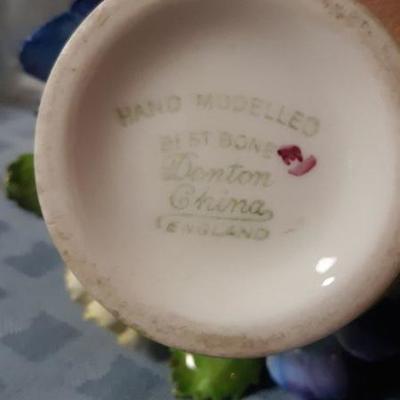 HAND MODELLED
BEST BONE
Denton
China
ENGLAND